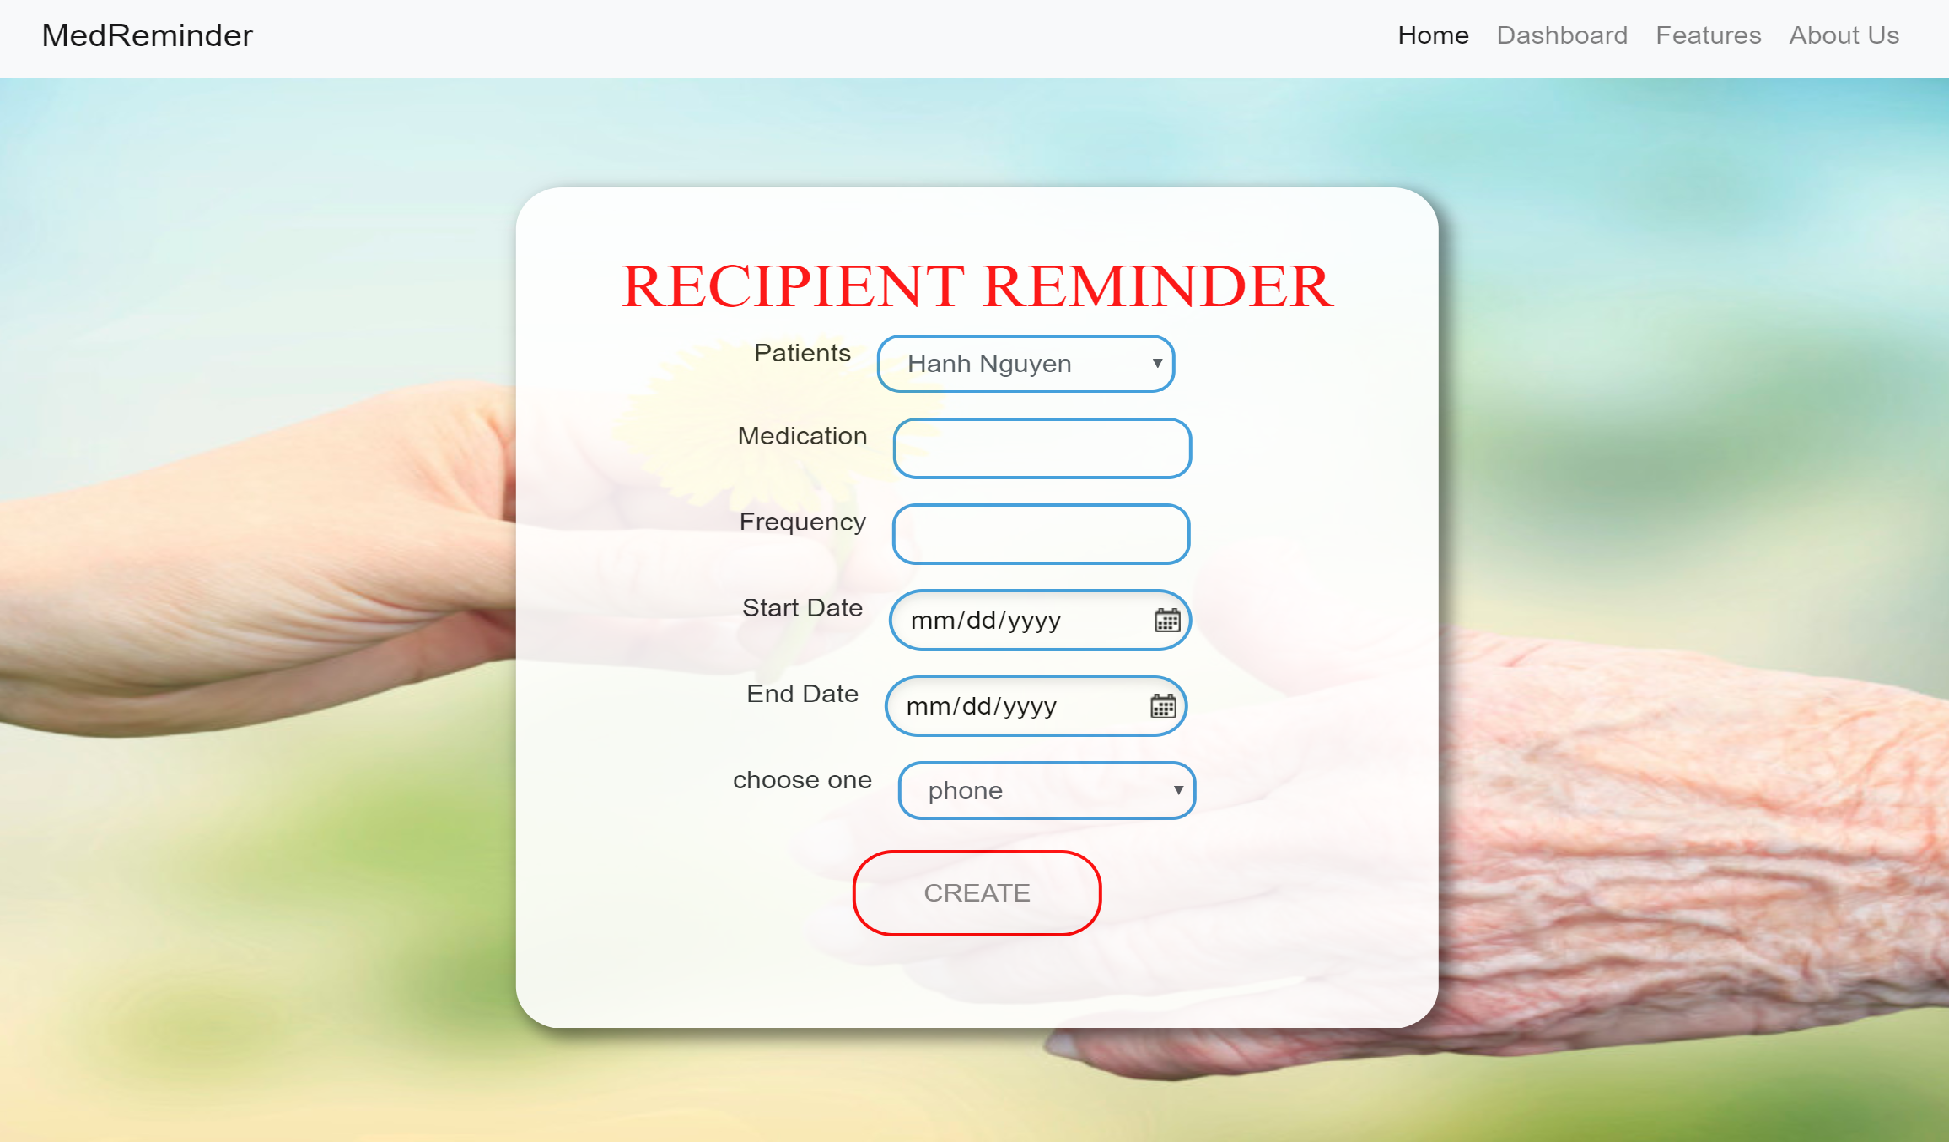 MedReminder Home Dashboard Features About Us
RECIPIENT REMINDER
Patients Hanh Nguyen
Medication
Frequency
Start Date mm/dd/yyyy
End Date mm/dd/yyyy
choose one phone
CREATE